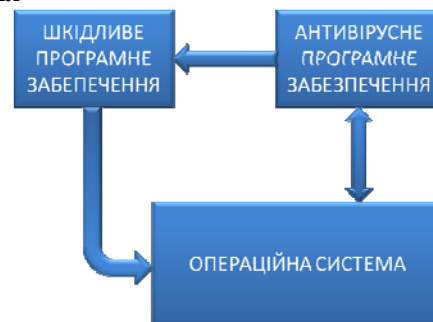 ШКІДЛИВЕ
ПРОГРАМНЕ
ЗАБЕПЕЧЕННЯ
АНТИВІРУСНЕ
ПРОГРАМНЕ
ЗАБЕЗПЕЧЕННЯ
ОПЕРАЦІЙНА СИСТЕМА